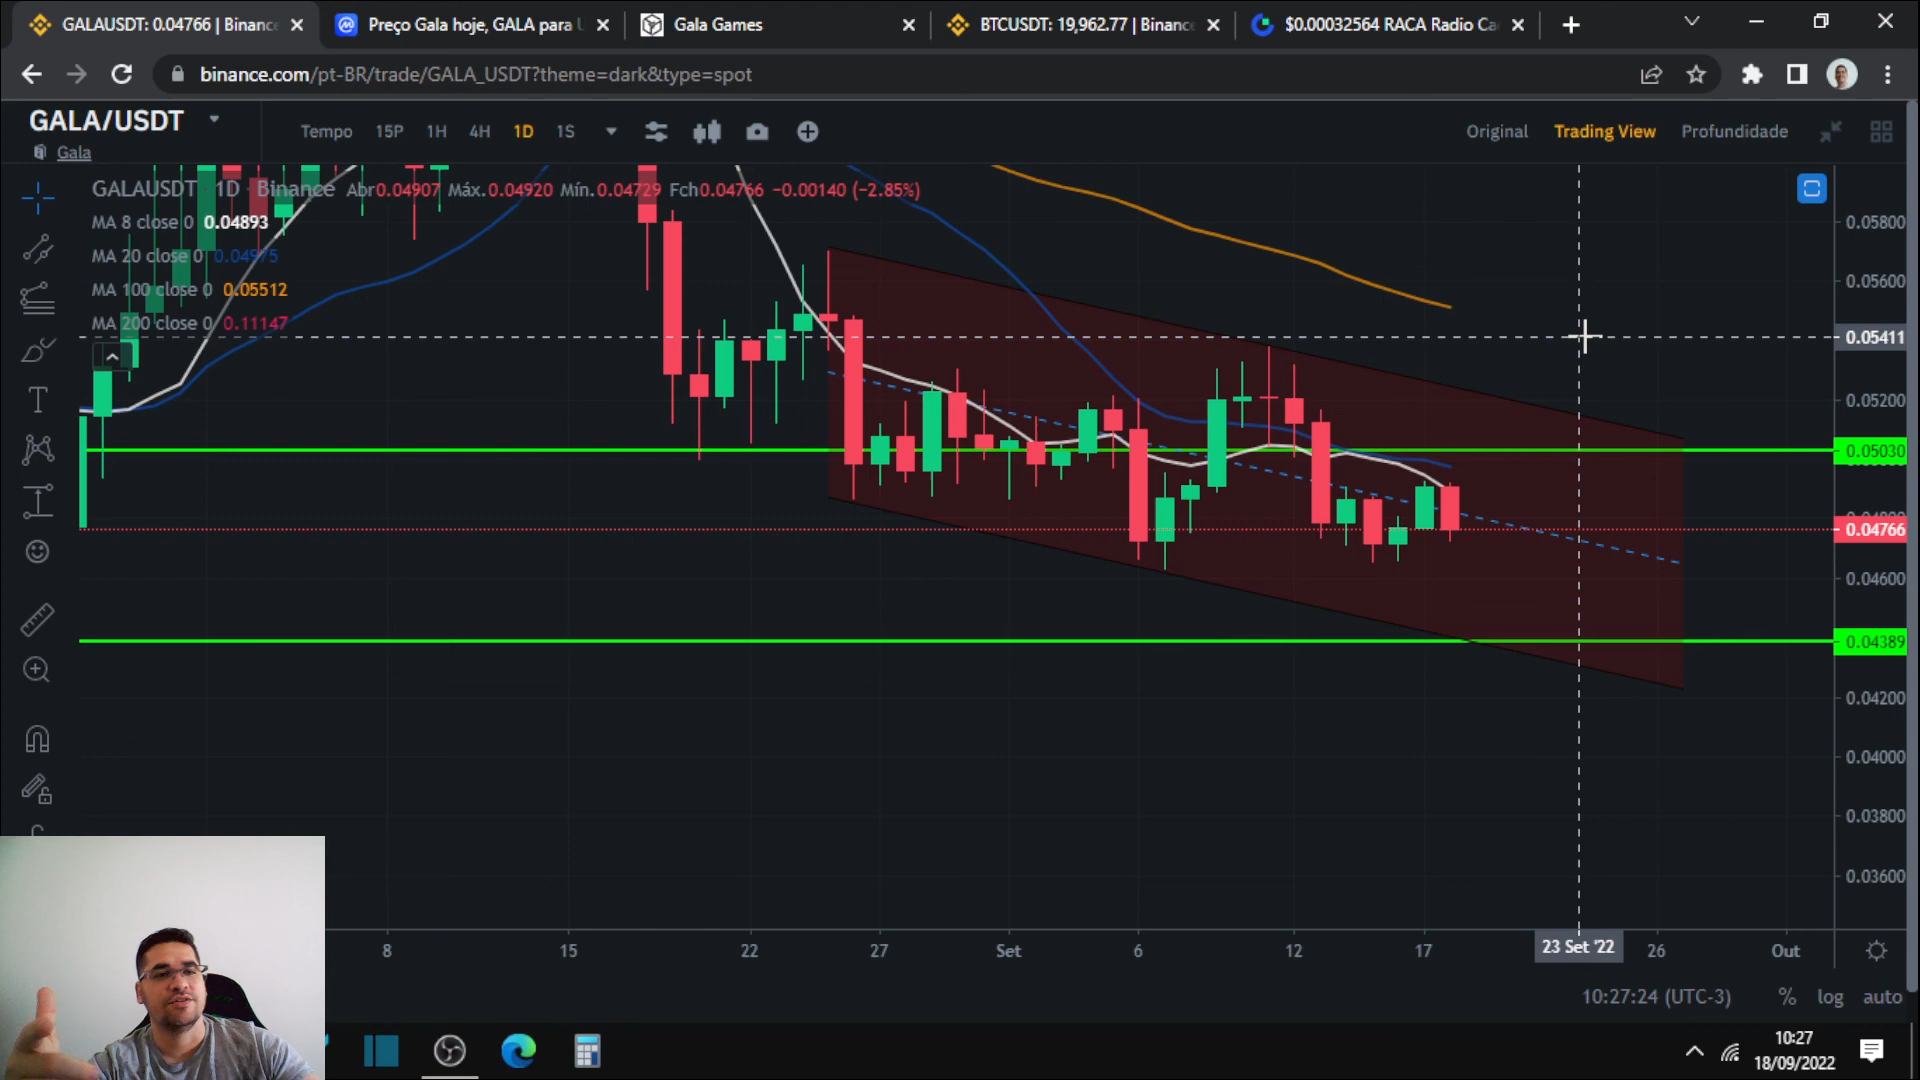 GALAUSDT: 0.04766 | Binanc
Preço Gala hoje, GALA para U
Gala Games
BTCUSDT: 19,962.77 | Binance
$0.00032564 RACA Radio Ca
binance.com/pt-BR/trade/GALA_USDT?theme=dark&type=spot
GALA/USDT
Gala
Tempo 15P 1H 4H 1D 1S
Original Trading View Profundidade
GALAUSDT 1D Binance Abr0.04907 Máx.0.04920 Mín.0.04729 Fch0.04766 −0.00140 (−2.85%)
MA 8 close 0 0.04893
MA 20 close 0 0.04975
MA 100 close 0 0.05512
MA 200 close 0 0.11147
0.05800
0.05600
0.05411
0.05200
0.05030
0.04766
0.04600
0.04389
0.04200
0.04000
0.03800
0.03600
8 15 22 27 Set 6 12 17 23 Set '22 26 Out
10:27:24 (UTC-3) % log auto
10:27
18/09/2022